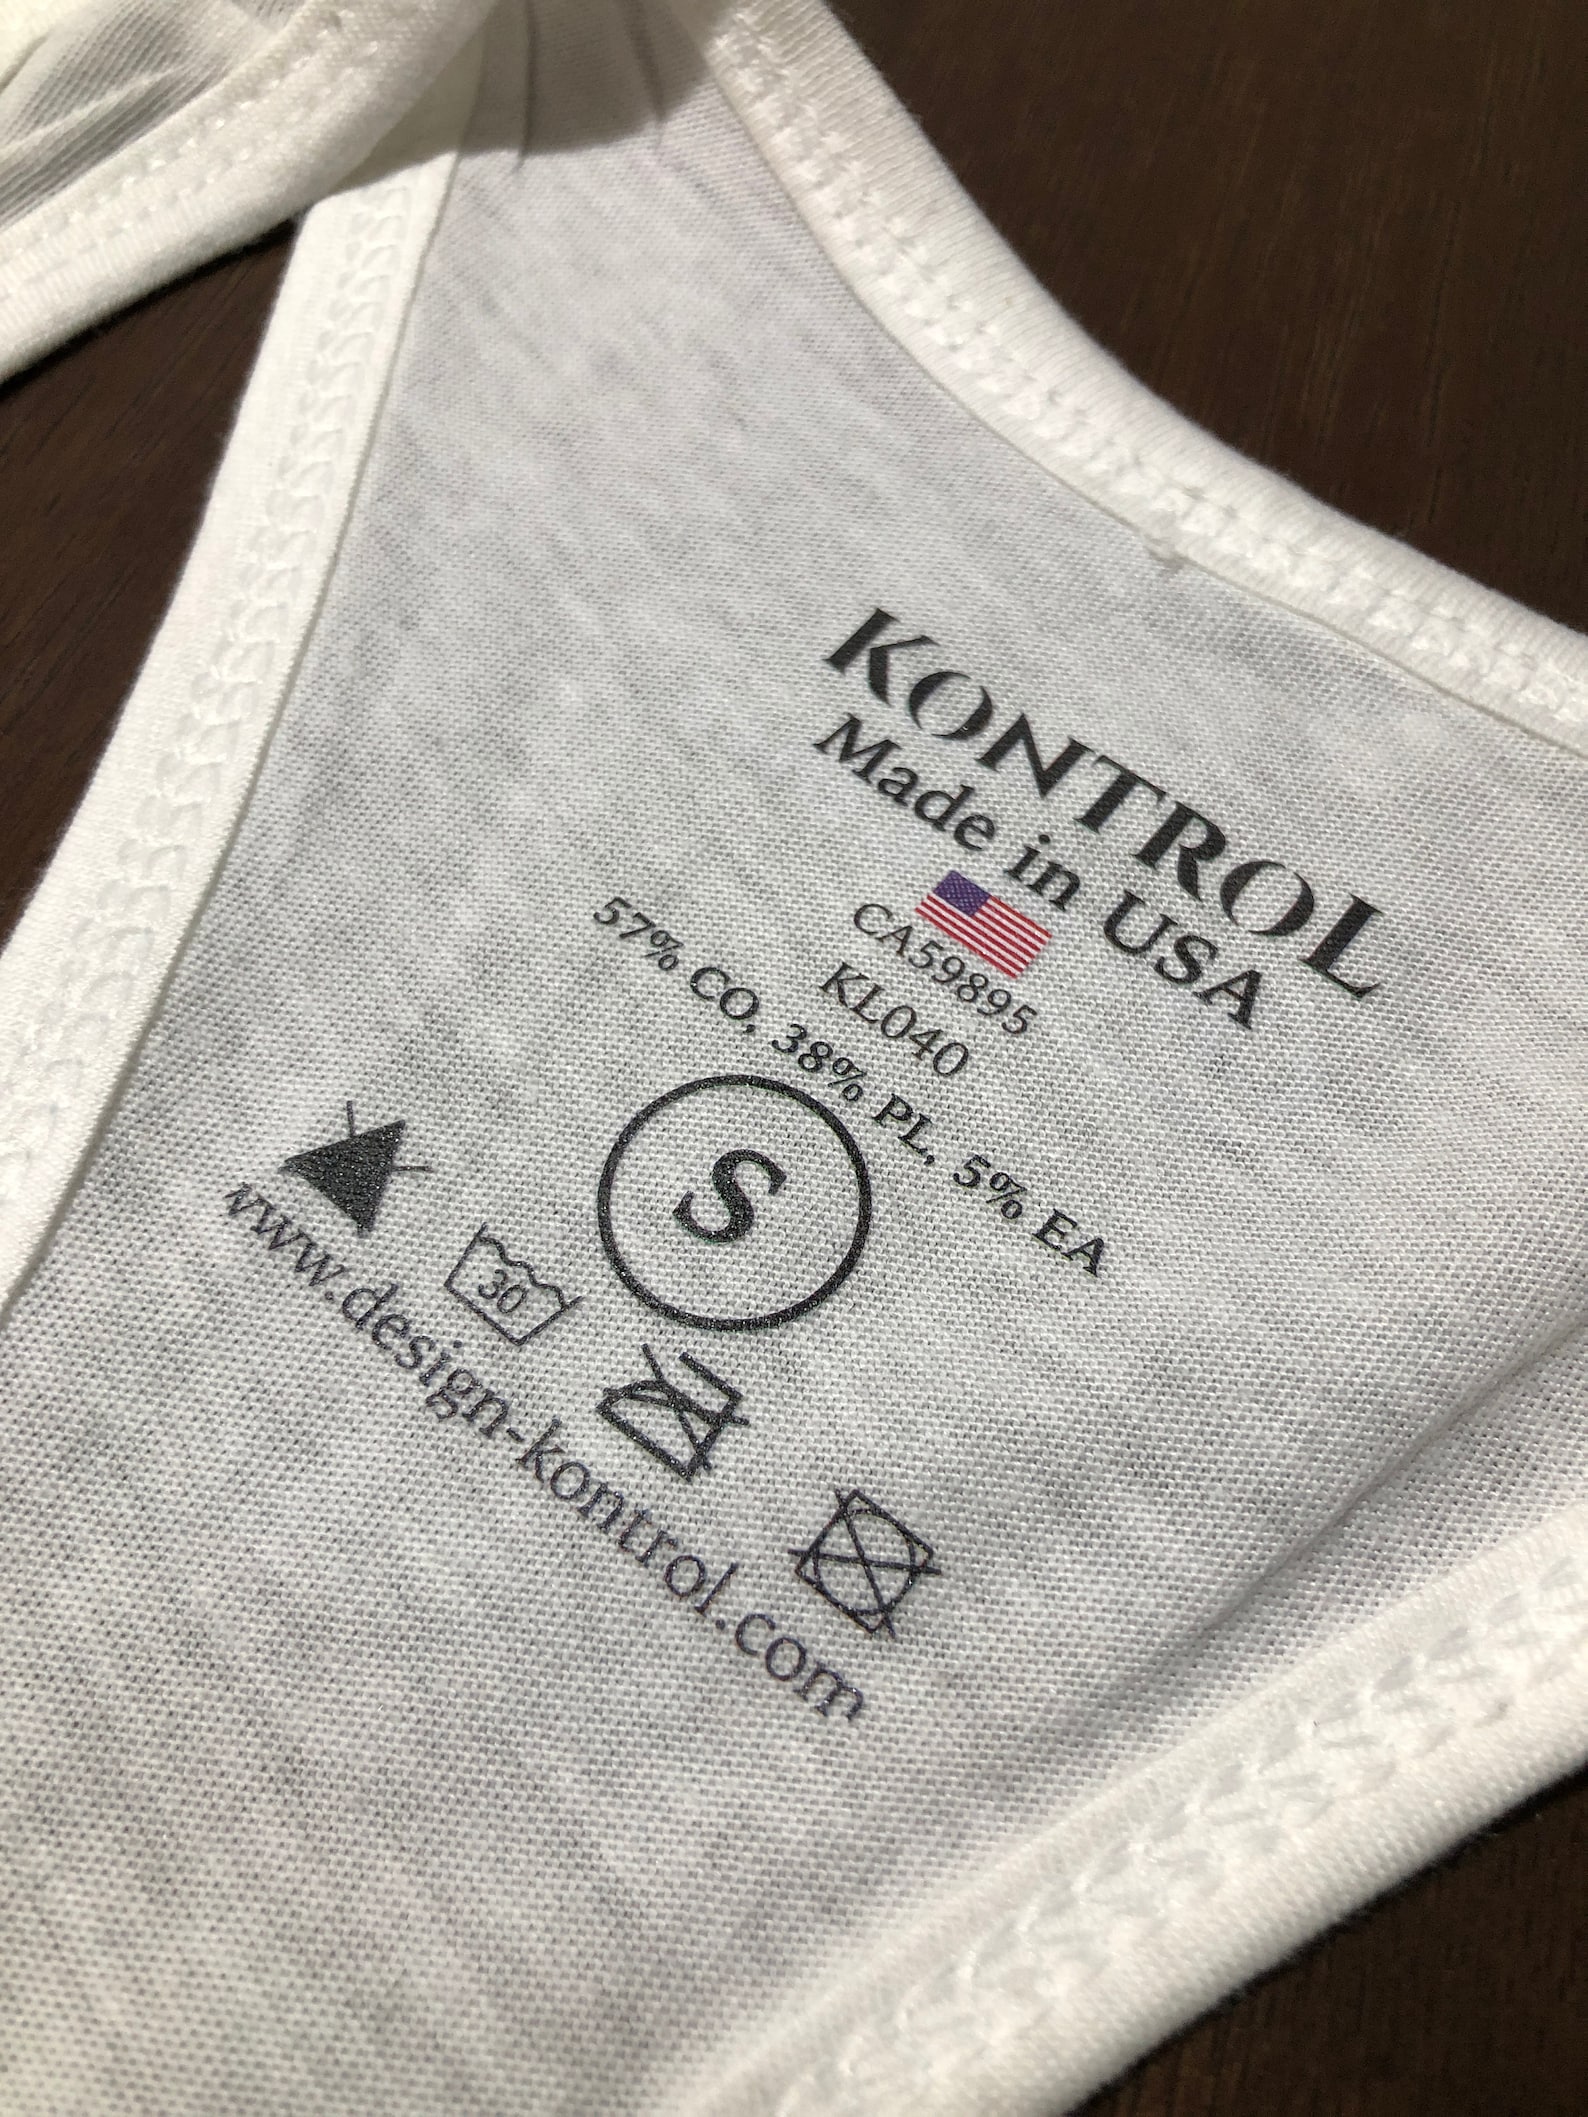 KONTROL
Made in USA
CA59895
KL040
57% CO, 38% PL, 5% EA
S
30
www.design-kontrol.com